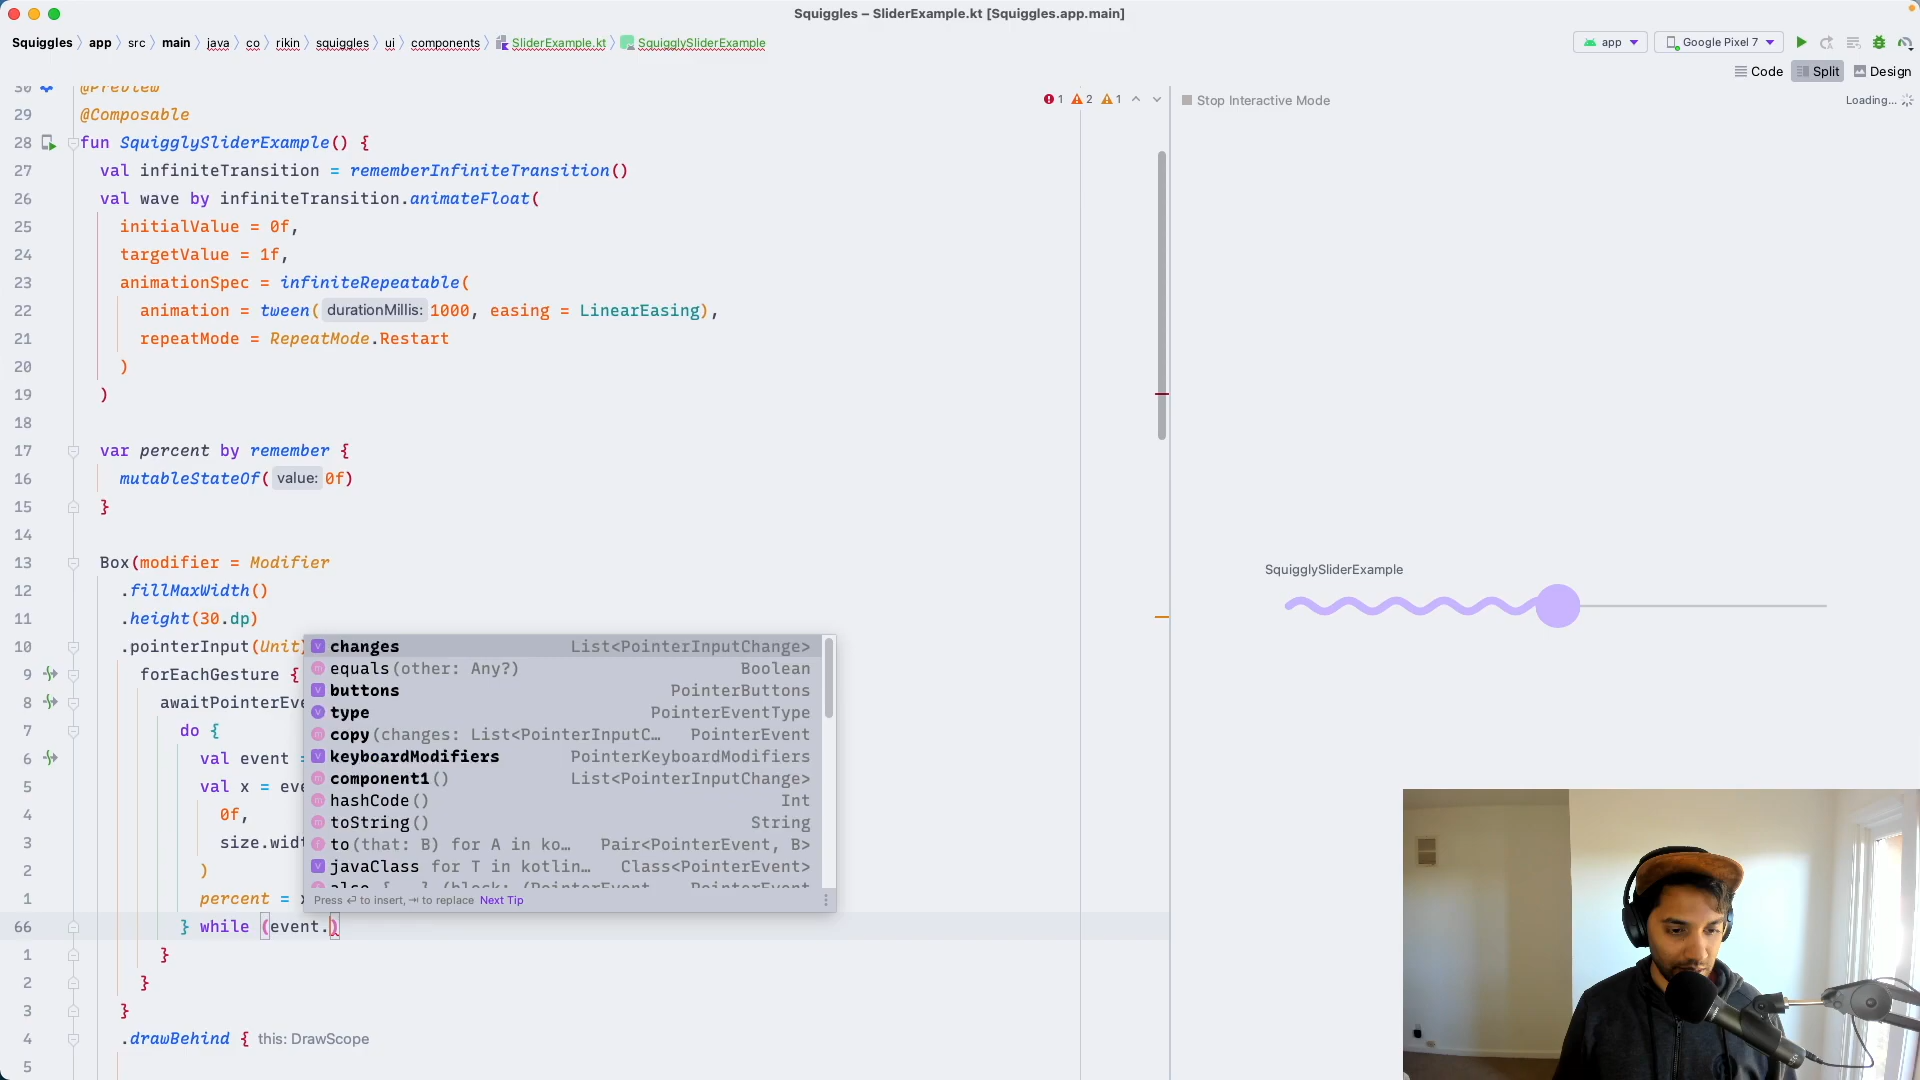 Squiggles – SliderExample.kt [Squiggles.app.main]
Squiggles app src main java co rikin squiggles ui components SliderExample.kt SquigglySliderExample
app Google Pixel 7
Code Split Design
1 2 1
Stop Interactive Mode
Loading...
30 @Preview
29 @Composable
28 fun SquigglySliderExample() {
27 val infiniteTransition = rememberInfiniteTransition()
26 val wave by infiniteTransition.animateFloat(
25 initialValue = 0f,
24 targetValue = 1f,
23 animationSpec = infiniteRepeatable(
22 animation = tween( durationMillis: 1000, easing = LinearEasing),
21 repeatMode = RepeatMode.Restart
20 )
19 )
18
17 var percent by remember {
16 mutableStateOf( value: 0f)
15 }
14
13 Box(modifier = Modifier
12 .fillMaxWidth()
11 .height(30.dp)
10 .pointerInput(Unit)
9 forEachGesture {
8 awaitPointerEve
7 do {
6 val event =
5 val x = eve
4 0f,
3 size.widt
2 )
1 percent = x
66 } while (event.)
1 }
2 }
3 }
4 .drawBehind { this: DrawScope
5
changes List<PointerInputChange>
equals(other: Any?) Boolean
buttons PointerButtons
type PointerEventType
copy(changes: List<PointerInputC... PointerEvent
keyboardModifiers PointerKeyboardModifiers
component1() List<PointerInputChange>
hashCode() Int
toString() String
to(that: B) for A in ko... Pair<PointerEvent, B>
javaClass for T in kotlin... Class<PointerEvent>
also {...} (block: (PointerEvent... PointerEvent
Press ⏎ to insert, ⇥ to replace Next Tip
SquigglySliderExample